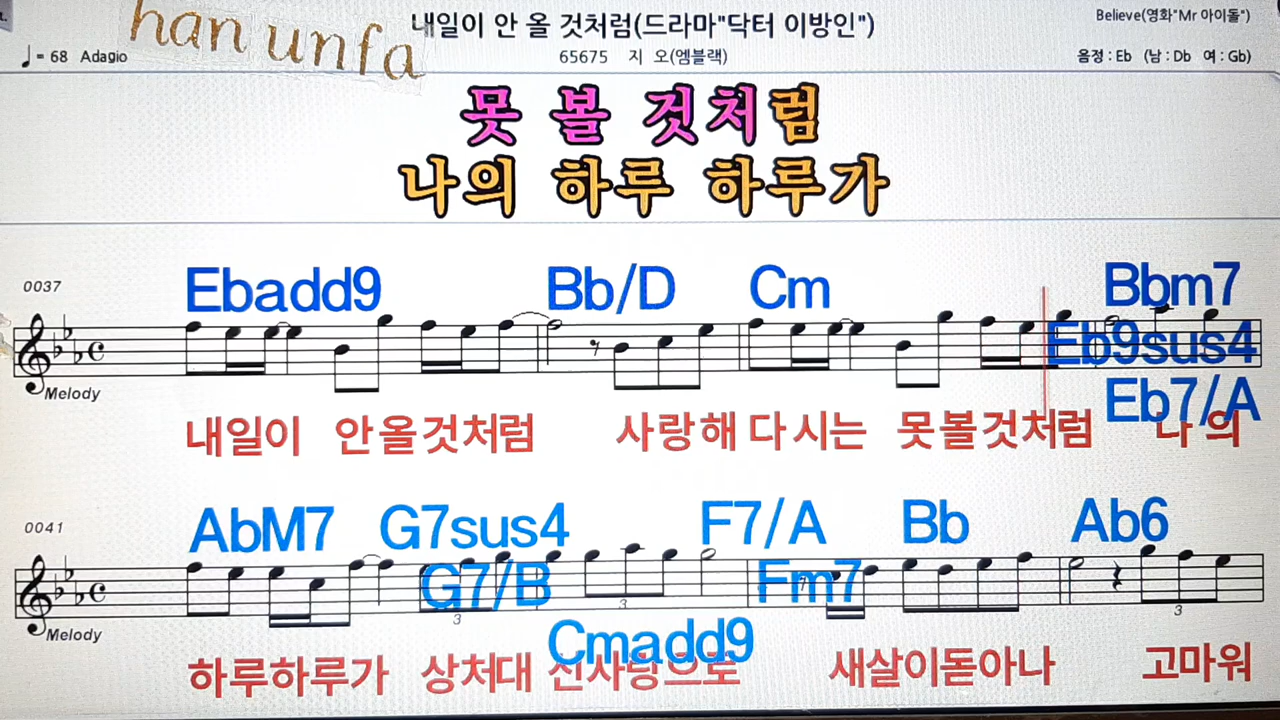 t.
han unfa
내일이 안 올 것처럼(드라마"닥터 이방인")
Believe(영화"Mr 아이돌")
♩= 68 Adagio
65675 지 오(엠블랙)
음정 : Eb (남 : Db 여 : Gb)
못 볼 것처럼
나의 하루 하루가
0037
Ebadd9 Bb/D Cm Bbm7
Eb9sus4
Eb7/A
Melody
내일이 안올것처럼 사랑해 다시는 못볼것처럼 나의
0041
AbM7 G7sus4 F7/A Bb Ab6
G7/B Fm7
3 3 3
Melody
Cmadd9
하루하루가 상처대신사랑으로 새살이돋아나 고마워